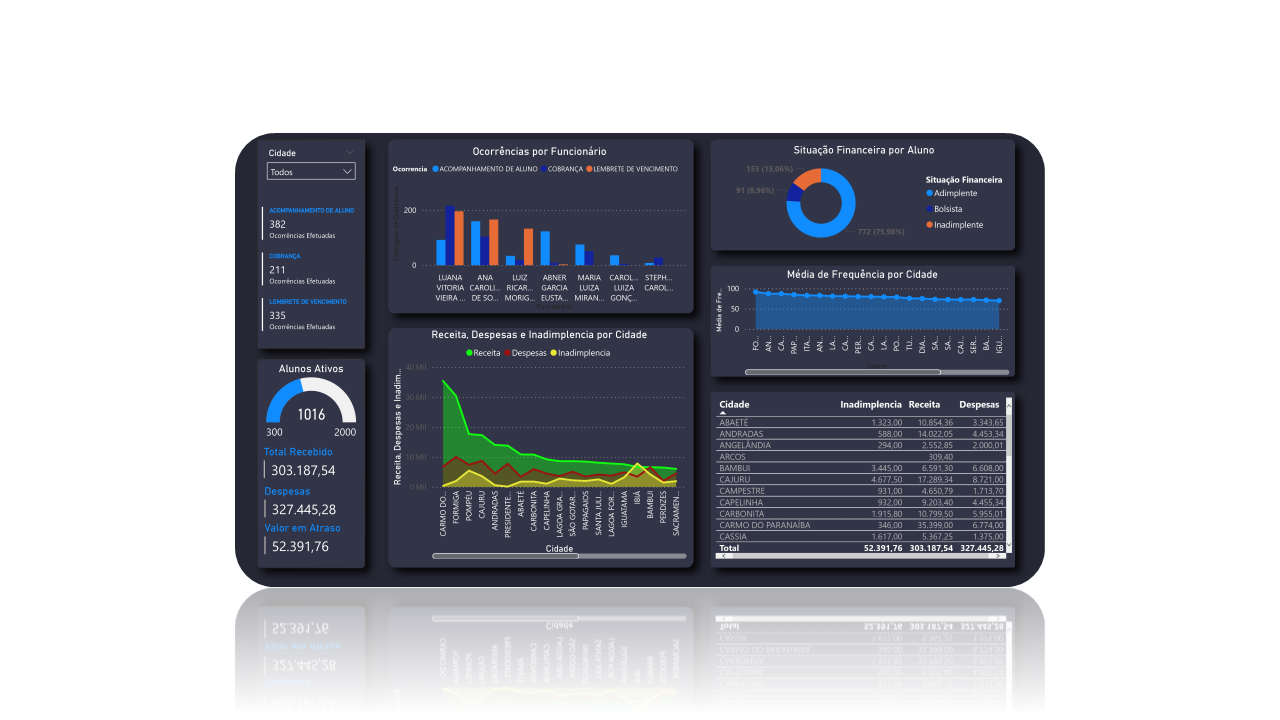 Cidade
Todos
ACOMPANHAMENTO DE ALUNO
382
Ocorrências Efetuadas
COBRANÇA
211
Ocorrências Efetuadas
LEMBRETE DE VENCIMENTO
335
Ocorrências Efetuadas
Alunos Ativos
1016
300
2000
Total Recebido
303.187,54
Despesas
327.445,28
Valor em Atraso
52.391,76
Ocorrências por Funcionário
Ocorrencia ACOMPANHAMENTO DE ALUNO COBRANÇA LEMBRETE DE VENCIMENTO
200
0
LUANA VITORIA VIEIRA ...
ANA CAROLI... DE SO...
LUIZ RICAR... MORIG...
ABNER GARCIA EUSTA...
MARIA LUIZA MIRAN...
CAROL... LUIZA GONÇ...
STEPH... CAROL...
Receita, Despesas e Inadimplencia por Cidade
Receita Despesas Inadimplencia
Receita, Despesas e Inadim...
40 Mil
30 Mil
20 Mil
10 Mil
0 Mil
CARMO DO...
FORMIGA
POMPÉU
CAJURU
ANDRADAS
PRESIDENTE...
ABAETÉ
CARBONITA
CAPELINHA
LAGOA GRA...
SÃO GOTAR...
PAPAGAIOS
SANTA JULI...
LAGOA FOR...
IGUATAMA
IBIÁ
BAMBUI
PERDIZES
SACRAMEN...
Cidade
Situação Financeira por Aluno
153 (15,06%)
91 (8,96%)
772 (75,98%)
Situação Financeira
Adimplente
Bolsista
Inadimplente
Média de Frequência por Cidade
Média de Fre...
100
50
0
FO...
AN...
CA...
PAP...
ITA...
AN...
LA...
CA...
PER...
CA...
LA...
PO...
TU...
DIA...
SA...
SA...
CAJ...
SER...
BA...
IGU...
Cidade Inadimplencia Receita Despesas
ABAETÉ 1.323,00 10.854,36 3.343,65
ANDRADAS 588,00 14.022,05 4.453,34
ANGELÂNDIA 294,00 2.552,85 2.000,01
ARCOS 309,40
BAMBUI 3.445,00 6.591,30 6.608,00
CAJURU 4.677,50 17.289,34 8.721,00
CAMPESTRE 931,00 4.650,79 1.713,70
CAPELINHA 932,00 9.203,40 4.455,34
CARBONITA 1.915,80 10.799,50 5.955,01
CARMO DO PARANAÍBA 346,00 35.399,00 6.774,00
CASSIA 1.617,00 5.367,25 1.375,00
Total 52.391,76 303.187,54 327.445,28